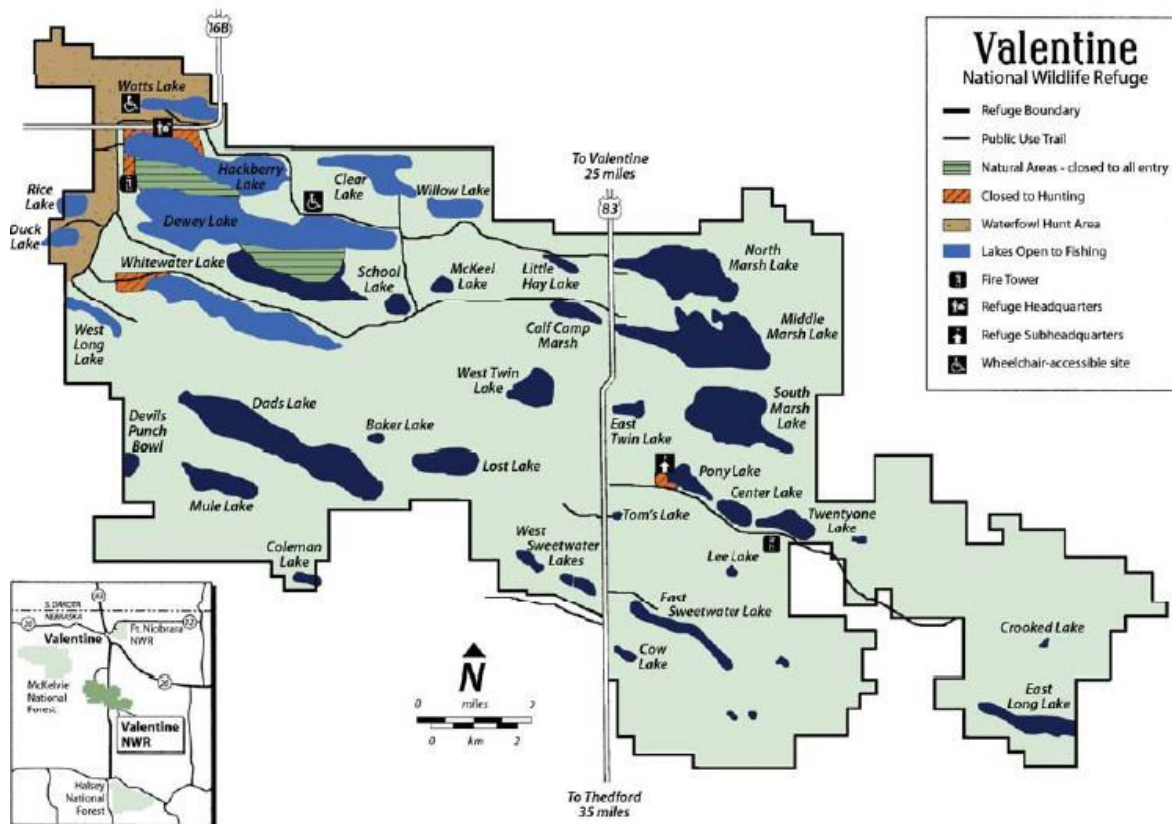 16B
Watts Lake
Hackberry
Lake
Clear
Lake
Willow Lake
To Valentine
25 miles
83
Rice
Lake
Duck
Lake
Dewey Lake
Whitewater Lake
School
Lake
McKeel
Lake
Little
Hay Lake
North
Marsh Lake
Calf Camp
Marsh
Middle
Marsh Lake
West
Long
Lake
West Twin
Lake
South
Marsh
Lake
Dads Lake
Baker Lake
East
Twin Lake
Devils
Punch
Bowl
Lost Lake
Mule Lake
Pony Lake
Center Lake
Twentyone
Lake
Tom's Lake
Coleman
Lake
West
Sweetwater
Lakes
Lee Lake
East
Sweetwater Lake
Cow
Lake
Crooked Lake
East
Long Lake
N
0 miles
0 km 2
To Thedford
35 miles
Valentine
National Wildlife Refuge
Refuge Boundary
Public Use Trail
Natural Areas - closed to all entry
Closed to Hunting
Waterfowl Hunt Area
Lakes Open to Fishing
Fire Tower
Refuge Headquarters
Refuge Subheadquarters
Wheelchair-accessible site
S. DAKOTA
NEBRASKA
20
Valentine
Ft. Niobrara
NWR
McKelvie
National
Forest
20
Valentine
NWR
Halsey
National
Forest